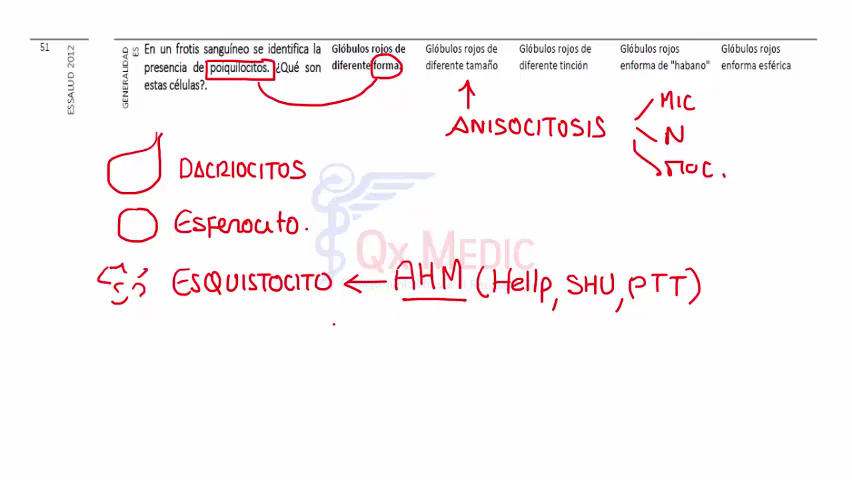 51
ESSALUD 2012
GENERALIDADES
En un frotis sanguíneo se identifica la
presencia de poiquilocitos. ¿Qué son
estas células?.
Glóbulos rojos de
diferente forma.
Glóbulos rojos de
diferente tamaño
Glóbulos rojos de
diferente tinción
Glóbulos rojos
enforma de "habano"
Glóbulos rojos
enforma esférica
ANISOCITOSIS
MIC
N
DACRIOCITOS
Esferocito.
Qx MEDIC
ESQUISTOCITO ← AHM (Hellp, SHU, PTT)